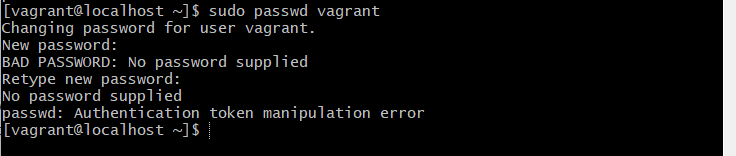 [vagrant@localhost ~]$ sudo passwd vagrant
Changing password for user vagrant.
New password:
BAD PASSWORD: No password supplied
Retype new password:
No password supplied
passwd: Authentication token manipulation error
[vagrant@localhost ~]$